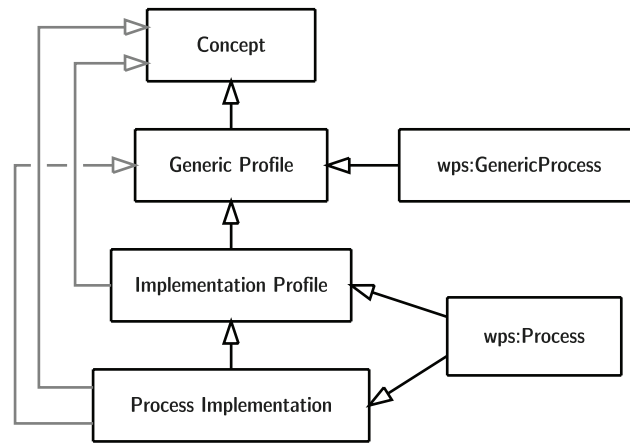 Concept
Generic Profile
wps:GenericProcess
Implementation Profile
wps:Process
Process Implementation